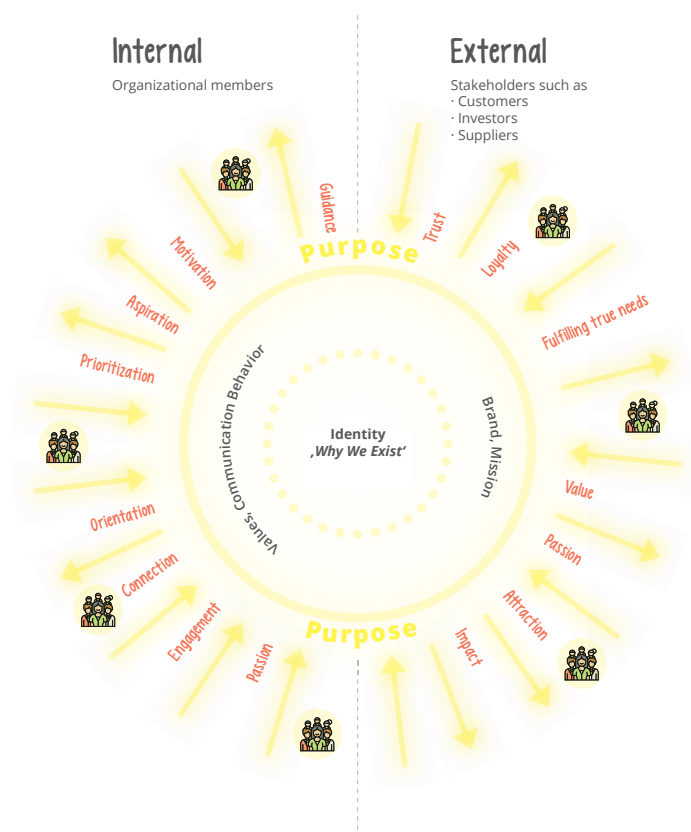 Internal
Organizational members
External
Stakeholders such as
· Customers
· Investors
· Suppliers
Purpose
Guidance
Motivation
Aspiration
Prioritization
Orientation
Connection
Engagement
Passion
Trust
Loyalty
Fulfilling true needs
Value
Passion
Attraction
Impact
Values, Communication Behavior
Identity
‚Why We Exist‘
Brand, Mission
Purpose